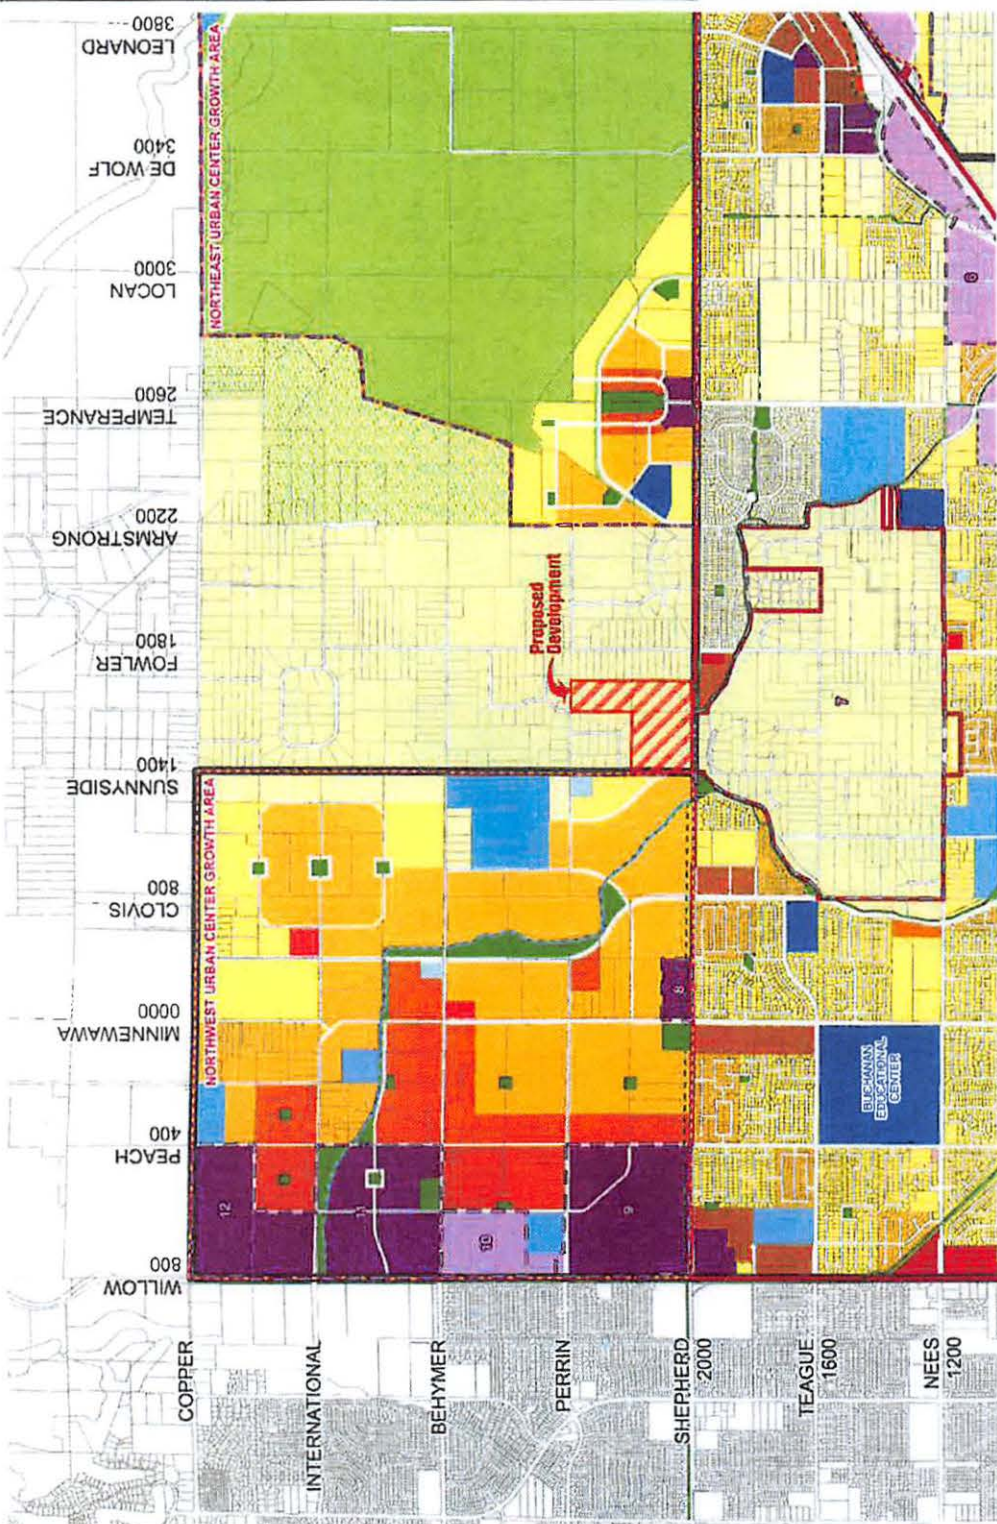 3800
LEONARD
3400
DE WOLF
3000
LOCAN
2600
TEMPERANCE
2200
ARMSTRONG
1800
FOWLER
1400
SUNNYSIDE
800
CLOVIS
0000
MINNEWAWA
400
PEACH
800
WILLOW
NORTHEAST URBAN CENTER GROWTH AREA
NORTHWEST URBAN CENTER GROWTH AREA
Proposed
Development
BUCHANAN
EDUCATIONAL
CENTER
12
11
10
9
8
7
6
COPPER
INTERNATIONAL
BEHYMER
PERRIN
SHEPHERD
2000
TEAGUE
1600
NEES
1200